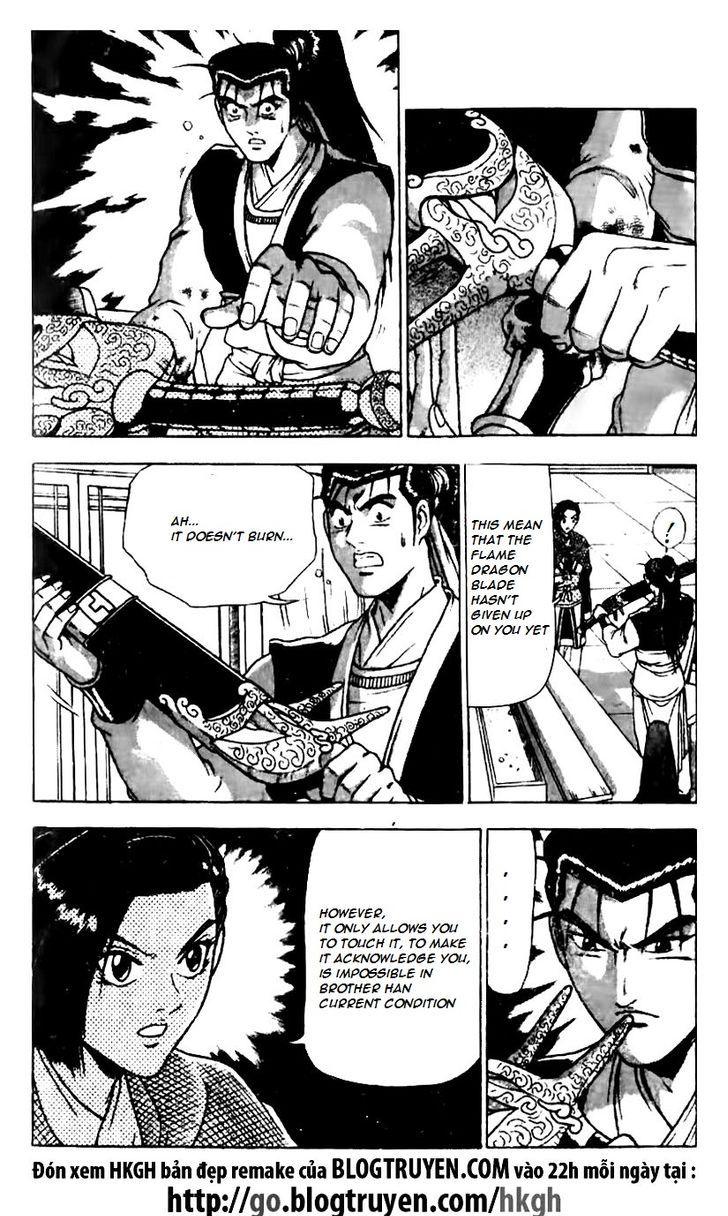 AH...
IT DOESN'T BURN...
THIS MEAN
THAT THE
FLAME
DRAGON
BLADE
HASN'T
GIVEN UP
ON YOU YET
!
HOWEVER,
IT ONLY ALLOWS YOU
TO TOUCH IT, TO MAKE
IT ACKNOWLEDGE YOU,
IS IMPOSSIBLE IN
BROTHER HAN
CURRENT CONDITION
....
Đón xem HKGH bản đẹp remake của BLOGTRUYEN.COM vào 22h mỗi ngày tại :
http://go.blogtruyen.com/hkgh